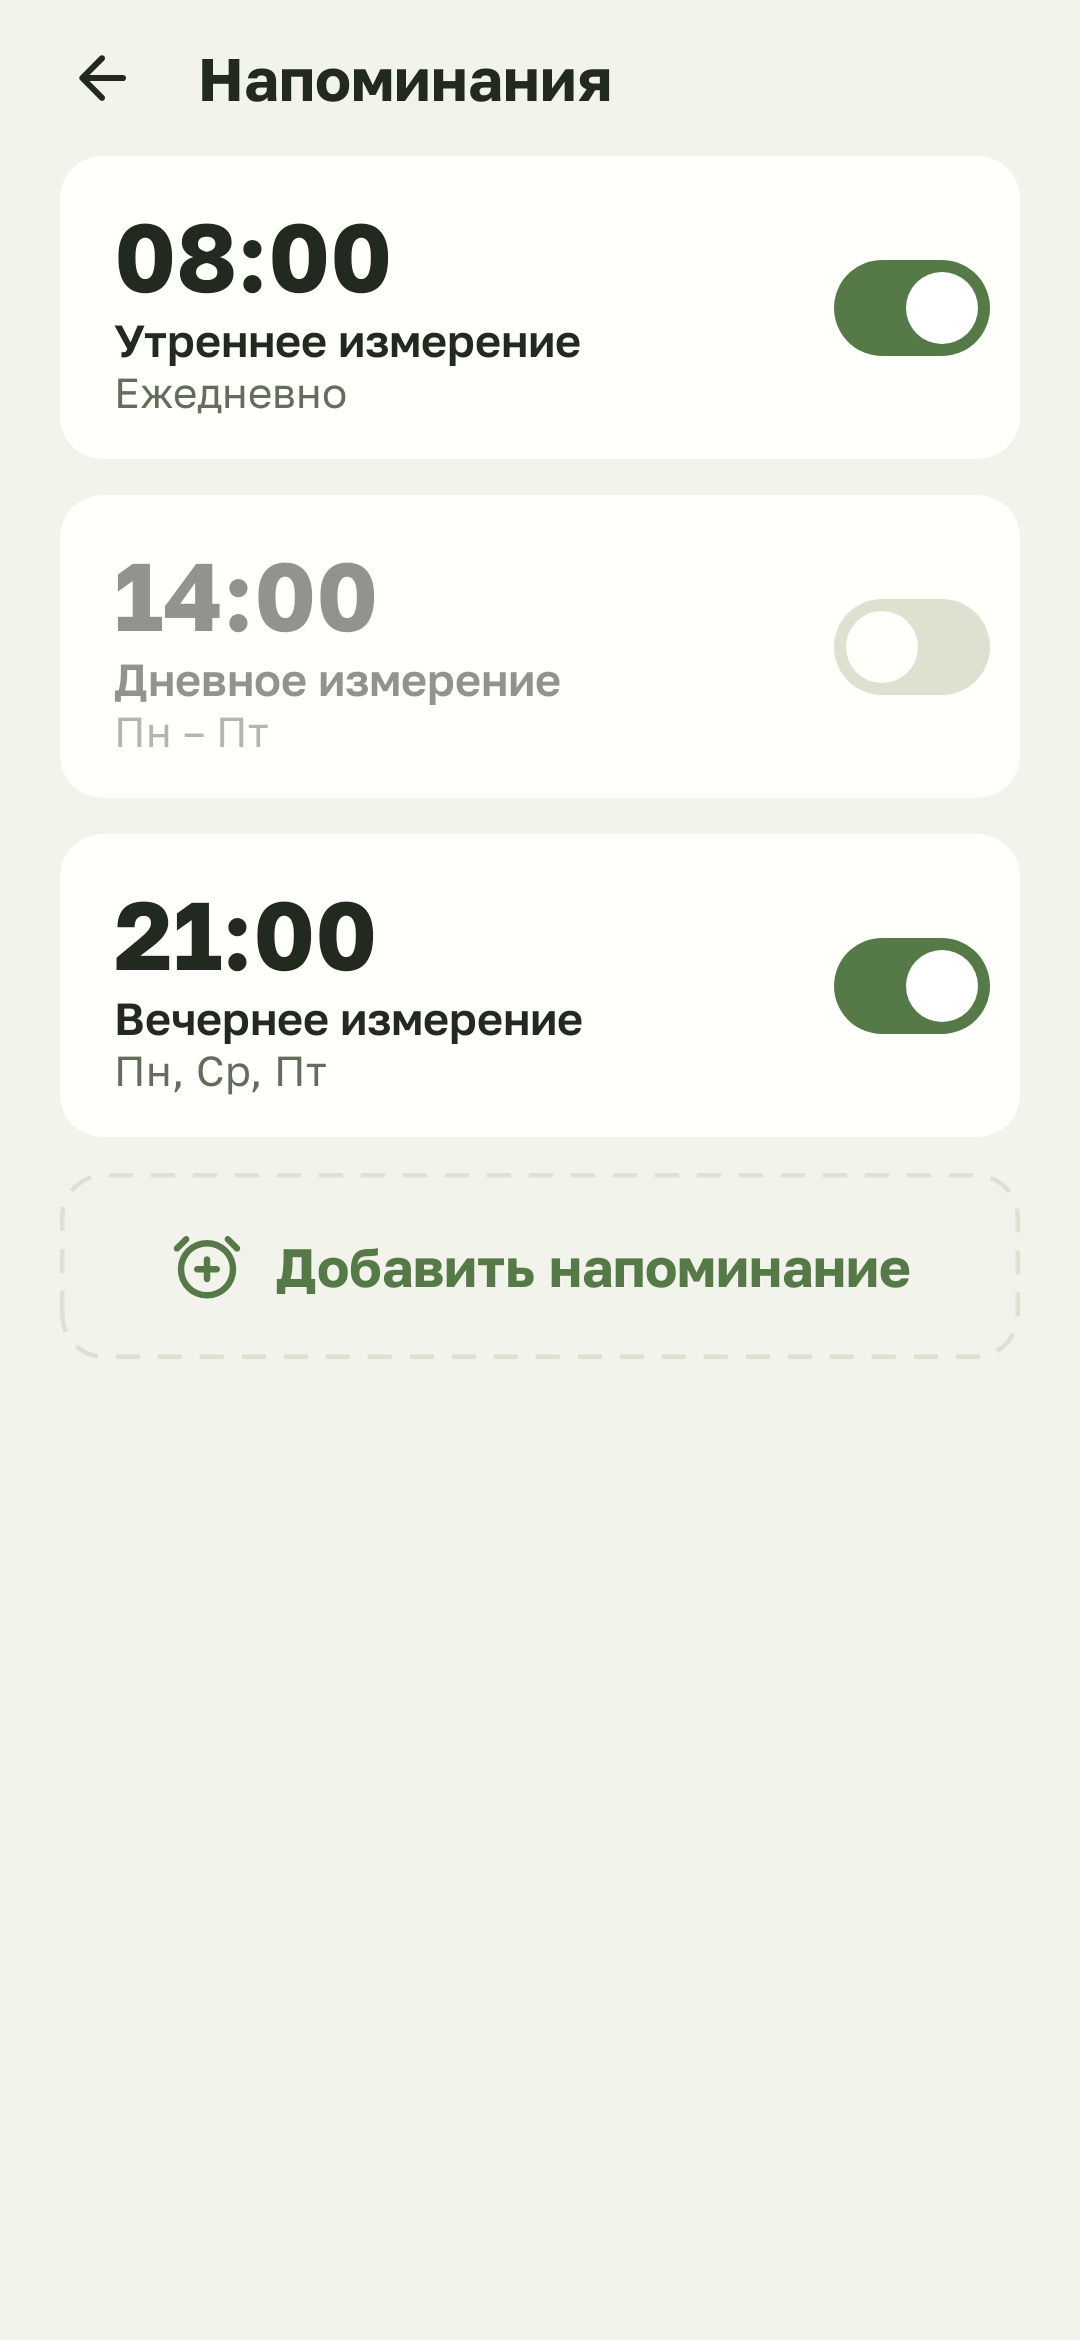 Напоминания
08:00
Утреннее измерение
Ежедневно
14:00
Дневное измерение
Пн – Пт
21:00
Вечернее измерение
Пн, Ср, Пт
Добавить напоминание